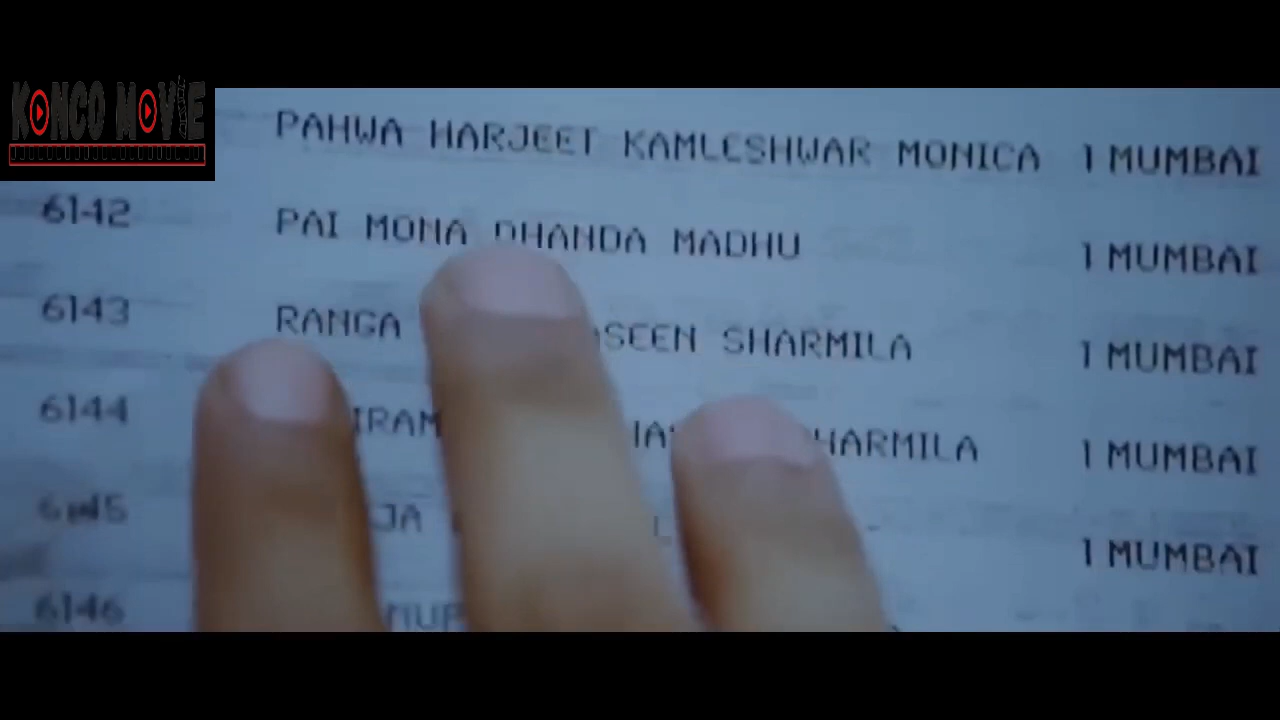 KONCO MOVIE
PAHWA HARJEET KAMLESHWAR MONICA 1 MUMBAI
6142 PAI MONA DHANDA MADHU 1 MUMBAI
6143 RANGA SHARMILA 1 MUMBAI
6144 1 MUMBAI
6145 1 MUMBAI
6146